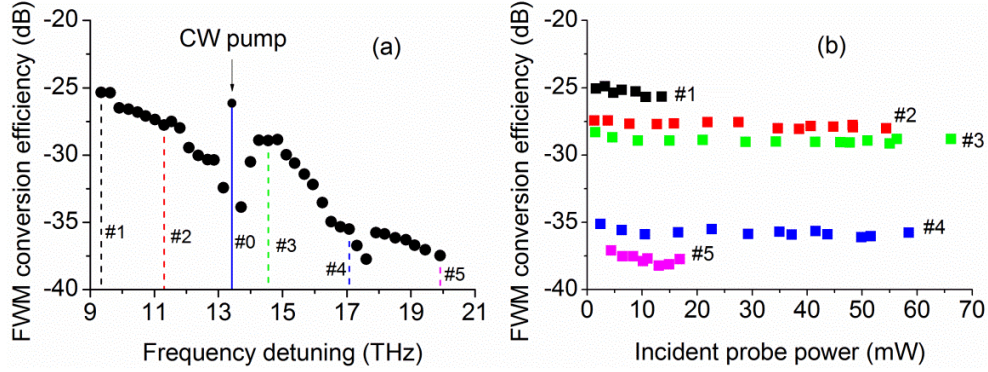 CW pump
(a)
FWM conversion efficiency (dB)
-20
-25
-30
-35
-40
#1
#2
#0
#3
#4
#5
9 11 13 15 17 19 21
Frequency detuning (THz)
(b)
FWM conversion efficiency (dB)
-20
-25
-30
-35
-40
#1
#2
#3
#4
#5
0 10 20 30 40 50 60 70
Incident probe power (mW)